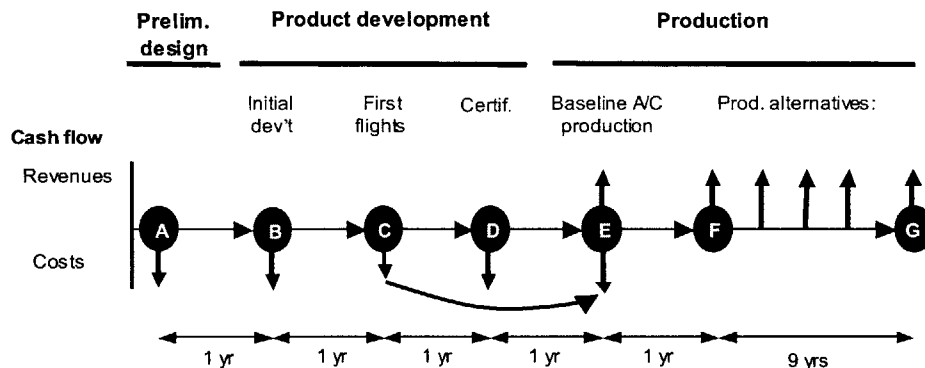 Prelim.
design
Product development
Production
Initial
dev't
First
flights
Certif.
Baseline A/C
production
Prod. alternatives:
Cash flow
Revenues
Costs
A
B
C
D
E
F
G
1 yr
1 yr
1 yr
1 yr
1 yr
9 yrs